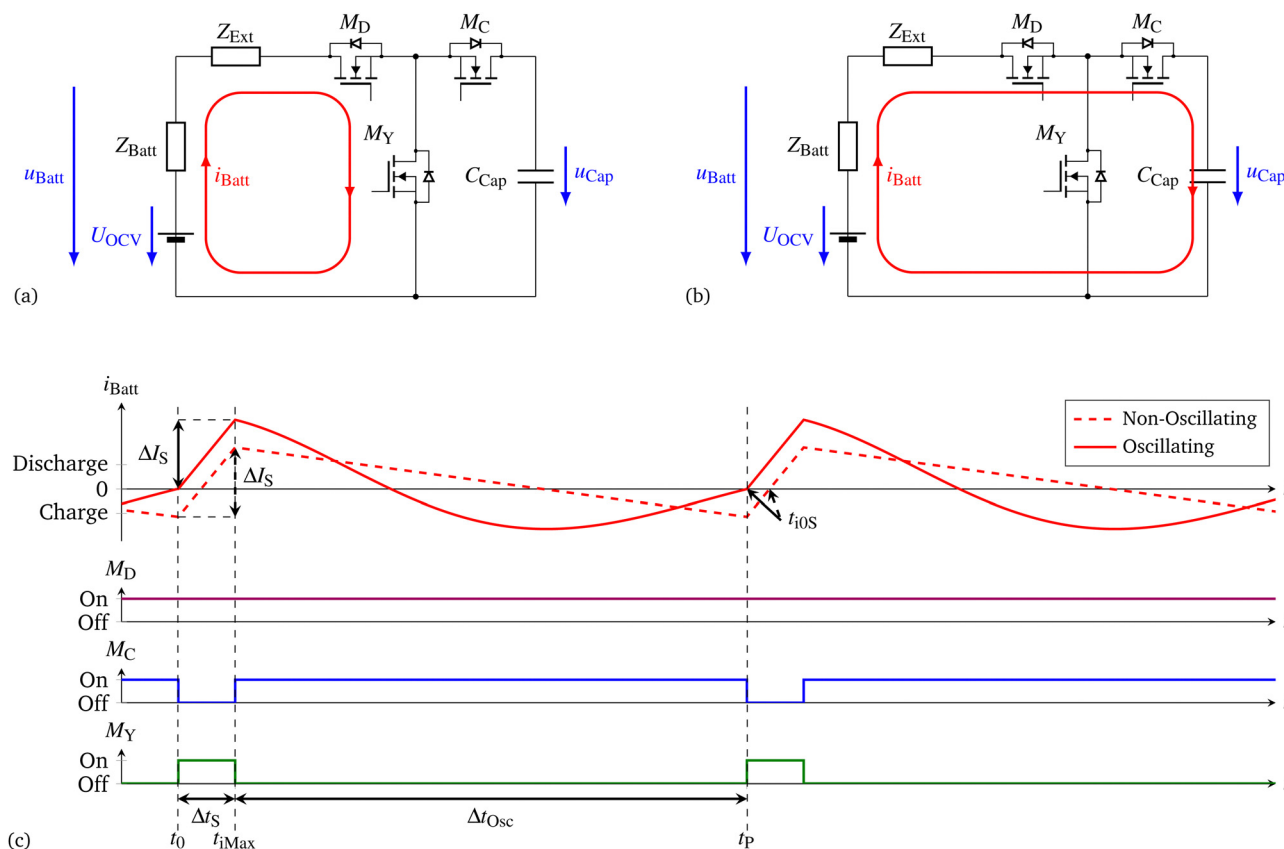 Z_Ext M_D M_C
Z_Batt M_Y
u_Batt i_Batt C_Cap u_Cap
U_OCV
(a)
Z_Ext M_D M_C
Z_Batt M_Y
u_Batt i_Batt C_Cap u_Cap
U_OCV
(b)
i_Batt
Non-Oscillating
Oscillating
ΔI_S
ΔI_S
Discharge
0
Charge
t_i0S
M_D
On
Off
M_C
On
Off
M_Y
On
Off
Δt_S Δt_Osc
t_0 t_iMax t_P
(c)